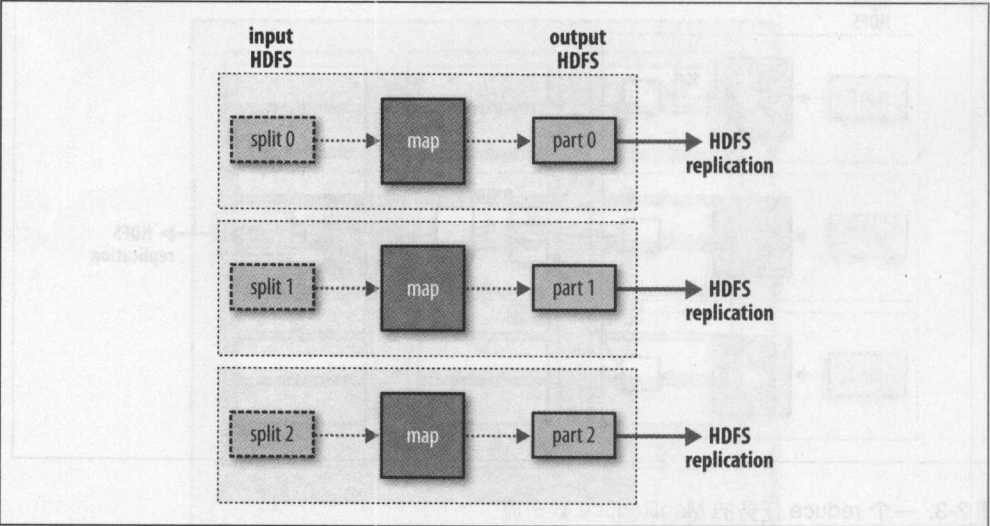 input
HDFS
output
HDFS
split 0
map
part 0
HDFS
replication
split 1
map
part 1
HDFS
replication
split 2
map
part 2
HDFS
replication